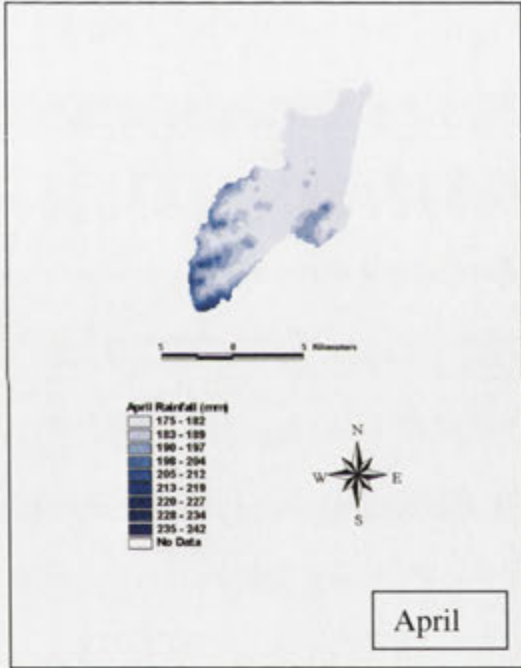 5 0 5 Kilometers
April Rainfall (mm)
175 - 182
183 - 189
190 - 197
198 - 204
205 - 212
213 - 219
220 - 227
228 - 234
235 - 242
No Data
N
W E
S
April